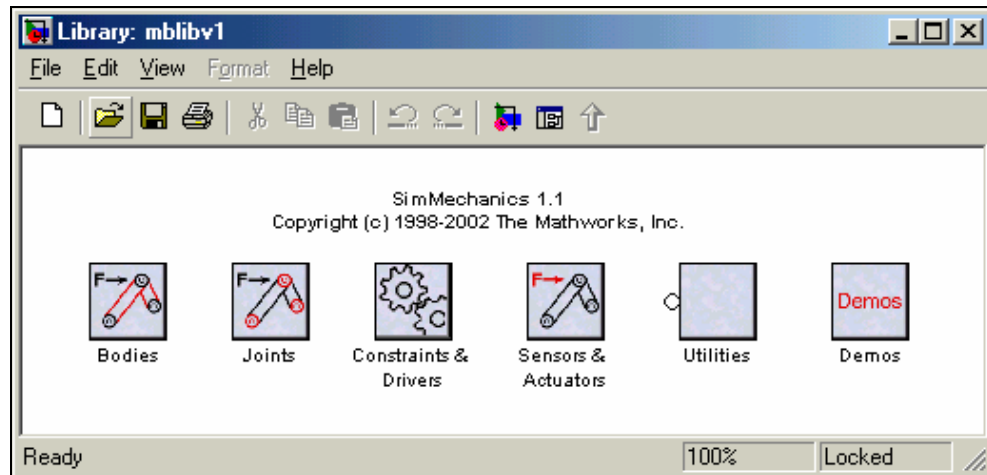 Library: mblibv1
File Edit View Format Help
SimMechanics 1.1
Copyright (c) 1998-2002 The Mathworks, Inc.
F
F
F
Demos
Bodies Joints Constraints & Drivers Sensors & Actuators Utilities Demos
Ready 100% Locked